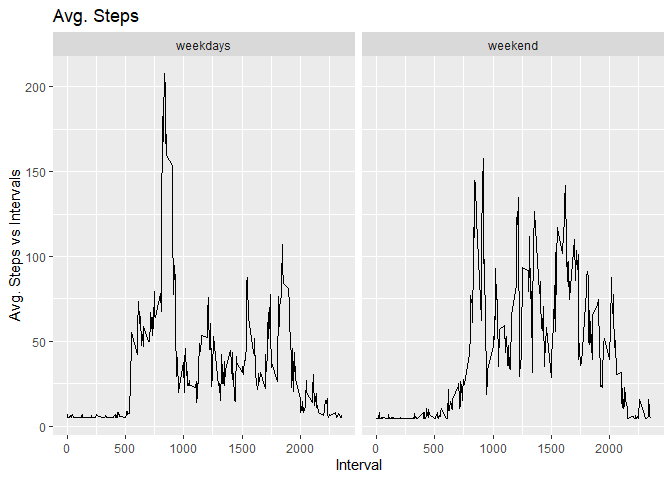 Avg. Steps
weekdays
weekend
200
150
100
50
0
Avg. Steps vs Intervals
0 500 1000 1500 2000
0 500 1000 1500 2000
Interval